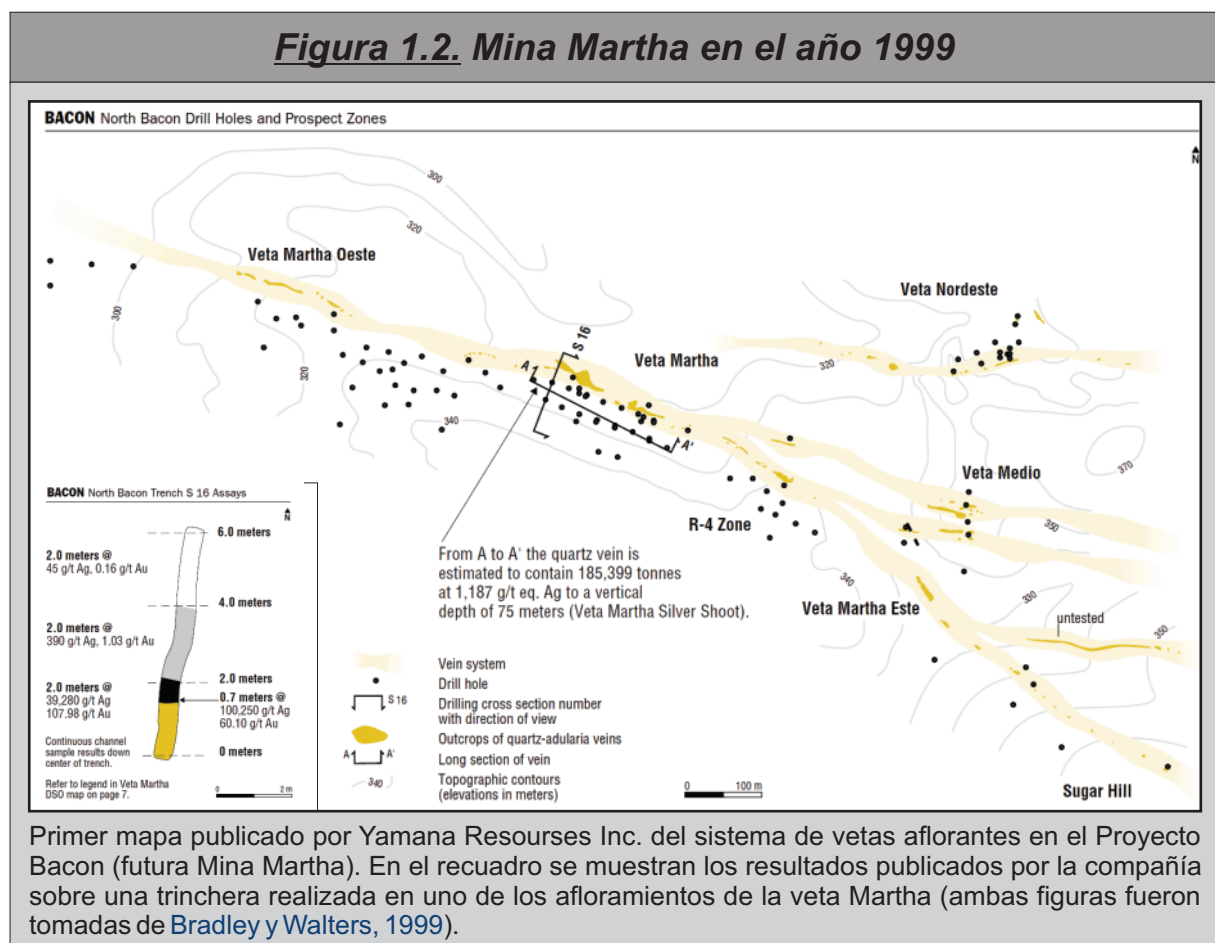 Figura 1.2. Mina Martha en el año 1999
BACON North Bacon Drill Holes and Prospect Zones
N
300
320
Veta Martha Oeste
Veta Nordeste
300
S 16
320
Veta Martha
320
A
340
A'
370
Veta Medio
BACON North Bacon Trench S 16 Assays
N
R-4 Zone
350
6.0 meters
2.0 meters @
45 g/t Ag, 0.16 g/t Au
From A to A' the quartz vein is
estimated to contain 185,399 tonnes
at 1,187 g/t eq. Ag to a vertical
depth of 75 meters (Veta Martha Silver Shoot).
340
330
4.0 meters
Veta Martha Este
untested
350
2.0 meters @
390 g/t Ag, 1.03 g/t Au
2.0 meters
2.0 meters @
39,280 g/t Ag
107.98 g/t Au
0.7 meters @
100,250 g/t Ag
60.10 g/t Au
Continuous channel
sample results down
center of trench.
0 meters
Refer to legend in Veta Martha
DSO map on page 7.
0 2 m
Vein system
Drill hole
S 16
Drilling cross section number
with direction of view
Outcrops of quartz-adularia veins
A A'
Long section of vein
340
Topographic contours
(elevations in meters)
0 100 m
Sugar Hill
Primer mapa publicado por Yamana Resourses Inc. del sistema de vetas aflorantes en el Proyecto
Bacon (futura Mina Martha). En el recuadro se muestran los resultados publicados por la compañía
sobre una trinchera realizada en uno de los afloramientos de la veta Martha (ambas figuras fueron
tomadas de Bradley y Walters, 1999).